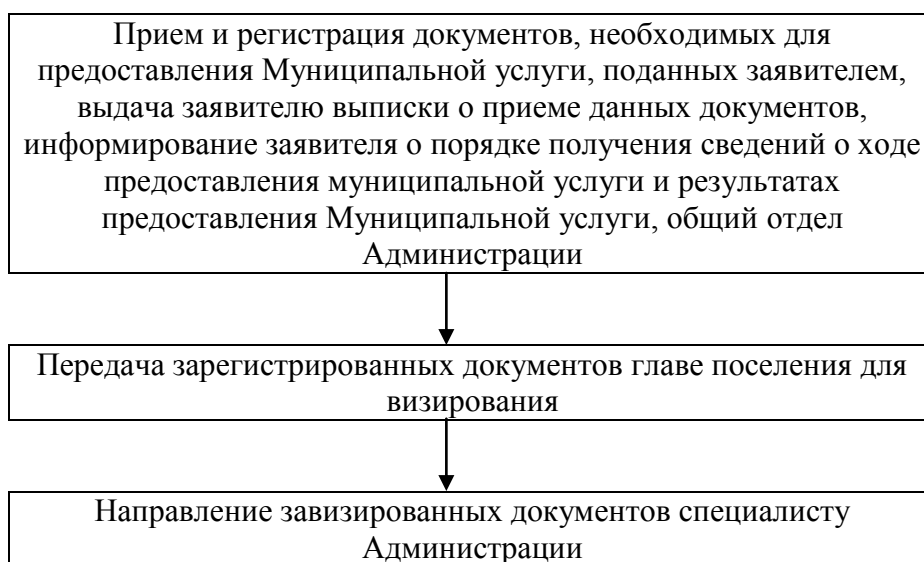 Прием и регистрация документов, необходимых для
предоставления Муниципальной услуги, поданных заявителем,
выдача заявителю выписки о приеме данных документов,
информирование заявителя о порядке получения сведений о ходе
предоставления муниципальной услуги и результатах
предоставления Муниципальной услуги, общий отдел
Администрации
Передача зарегистрированных документов главе поселения для
визирования
Направление завизированных документов специалисту
Администрации